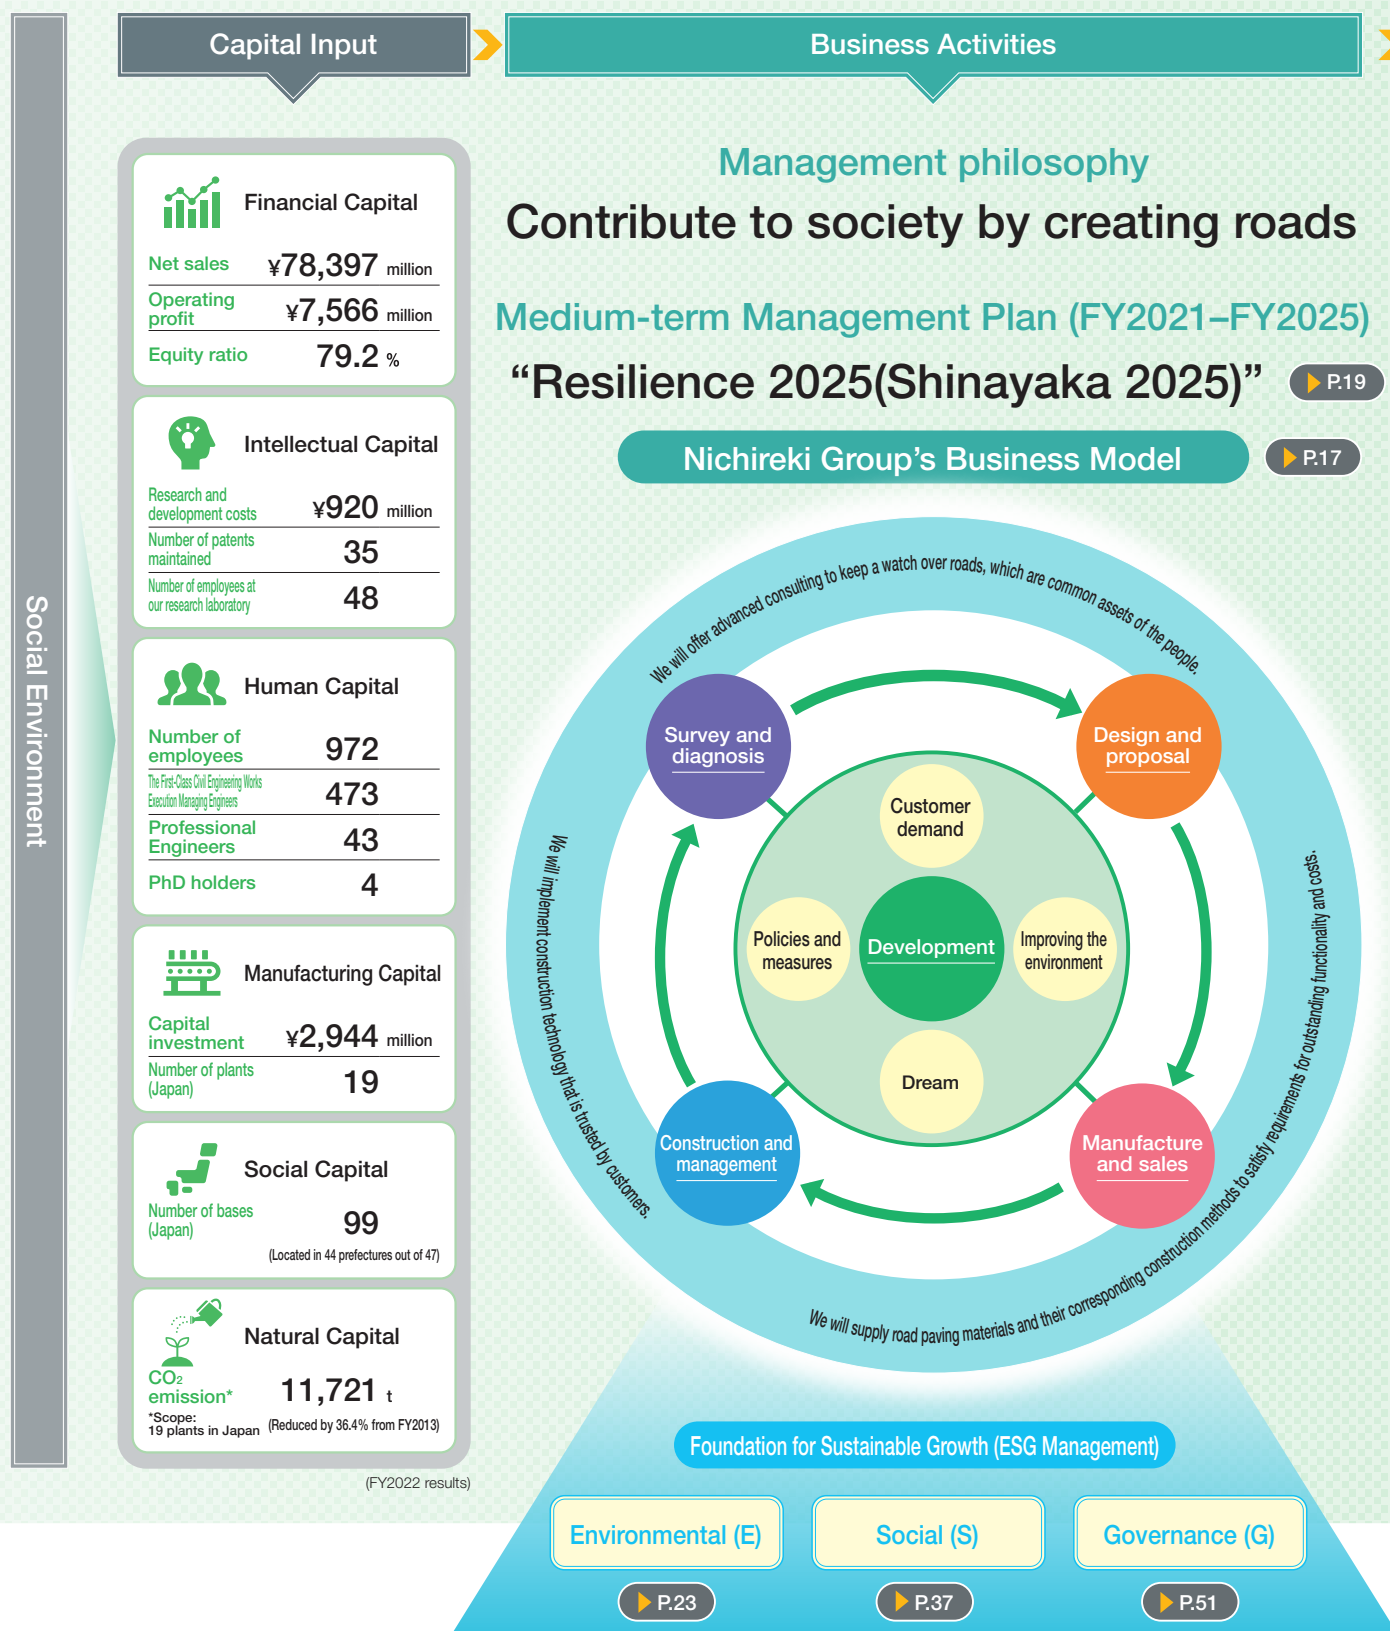 Social Environment
Capital Input
Financial Capital
Net sales ¥78,397 million
Operating
profit ¥7,566 million
Equity ratio 79.2 %
Intellectual Capital
Research and
development costs ¥920 million
Number of patents
maintained 35
Number of employees at
our research laboratory 48
Human Capital
Number of
employees 972
The First-Class Civil Engineering Works
Execution Managing Engineers 473
Professional
Engineers 43
PhD holders 4
Manufacturing Capital
Capital
investment ¥2,944 million
Number of plants
(Japan) 19
Social Capital
Number of bases
(Japan) 99
(Located in 44 prefectures out of 47)
Natural Capital
CO2
emission* 11,721 t
*Scope:
19 plants in Japan (Reduced by 36.4% from FY2013)
(FY2022 results)
Business Activities
Management philosophy
Contribute to society by creating roads
Medium-term Management Plan (FY2021–FY2025)
“Resilience 2025(Shinayaka 2025)” P.19
Nichireki Group’s Business Model P.17
We will offer advanced consulting to keep a watch over roads, which are common assets of the people.
Survey and
diagnosis
Design and
proposal
Customer
demand
Policies and
measures
Development
Improving the
environment
Dream
Construction and
management
Manufacture
and sales
We will implement construction technology that is trusted by customers.
We will supply road paving materials and their corresponding construction methods to satisfy requirements for outstanding functionality and costs.
Foundation for Sustainable Growth (ESG Management)
Environmental (E)
Social (S)
Governance (G)
P.23
P.37
P.51